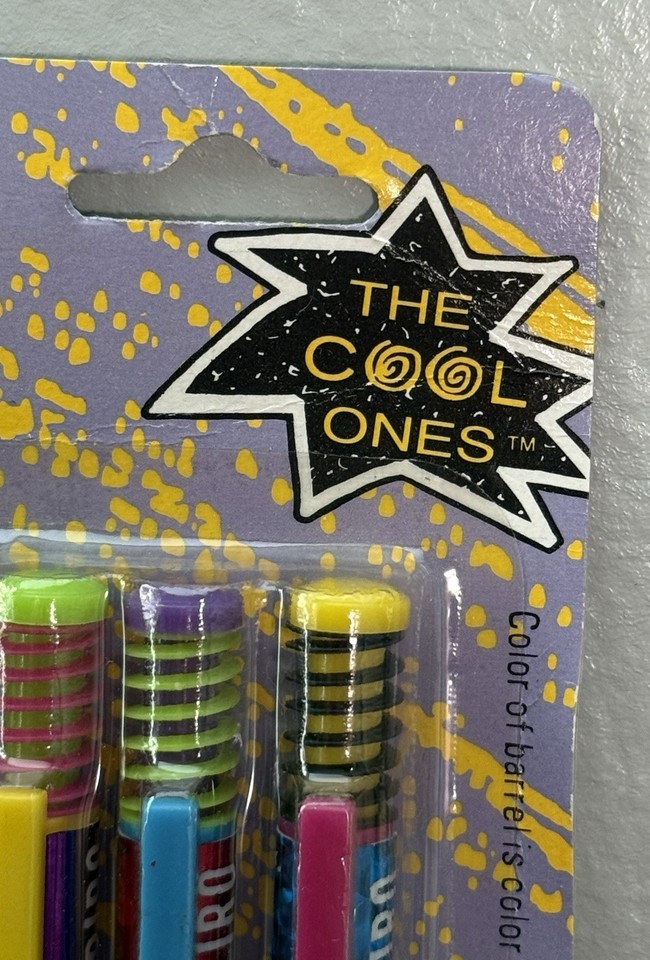 THE
COOL
ONES™
Color of barrel is color